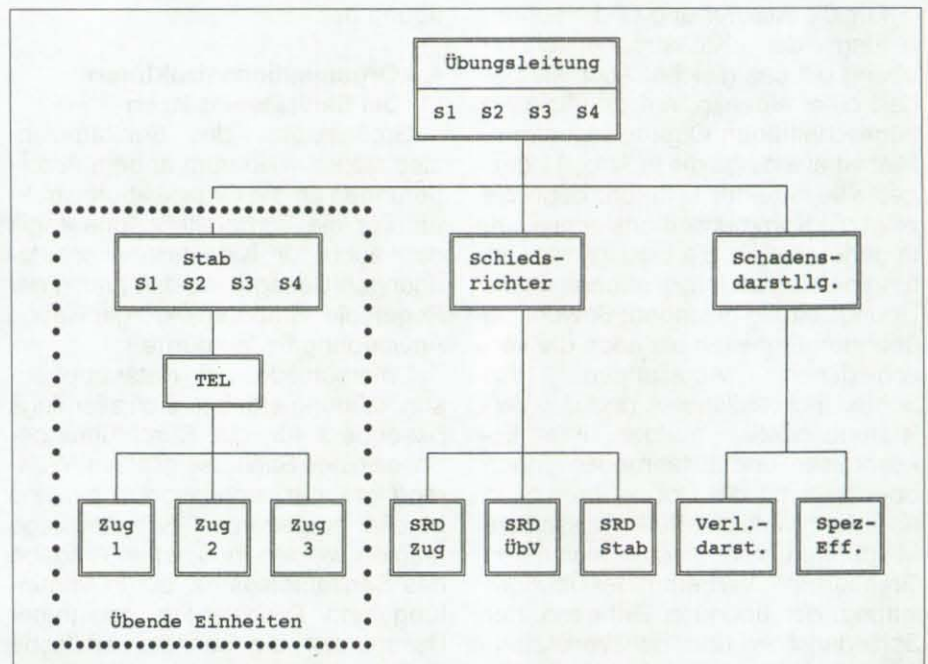 Übungsleitung
S1 S2 S3 S4
Stab
S1 S2 S3 S4
Schieds-
richter
Schadens-
darstllg.
TEL
Zug
1
Zug
2
Zug
3
SRD
Zug
SRD
ÜbV
SRD
Stab
Verl.-
darst.
Spez-
Eff.
Übende Einheiten